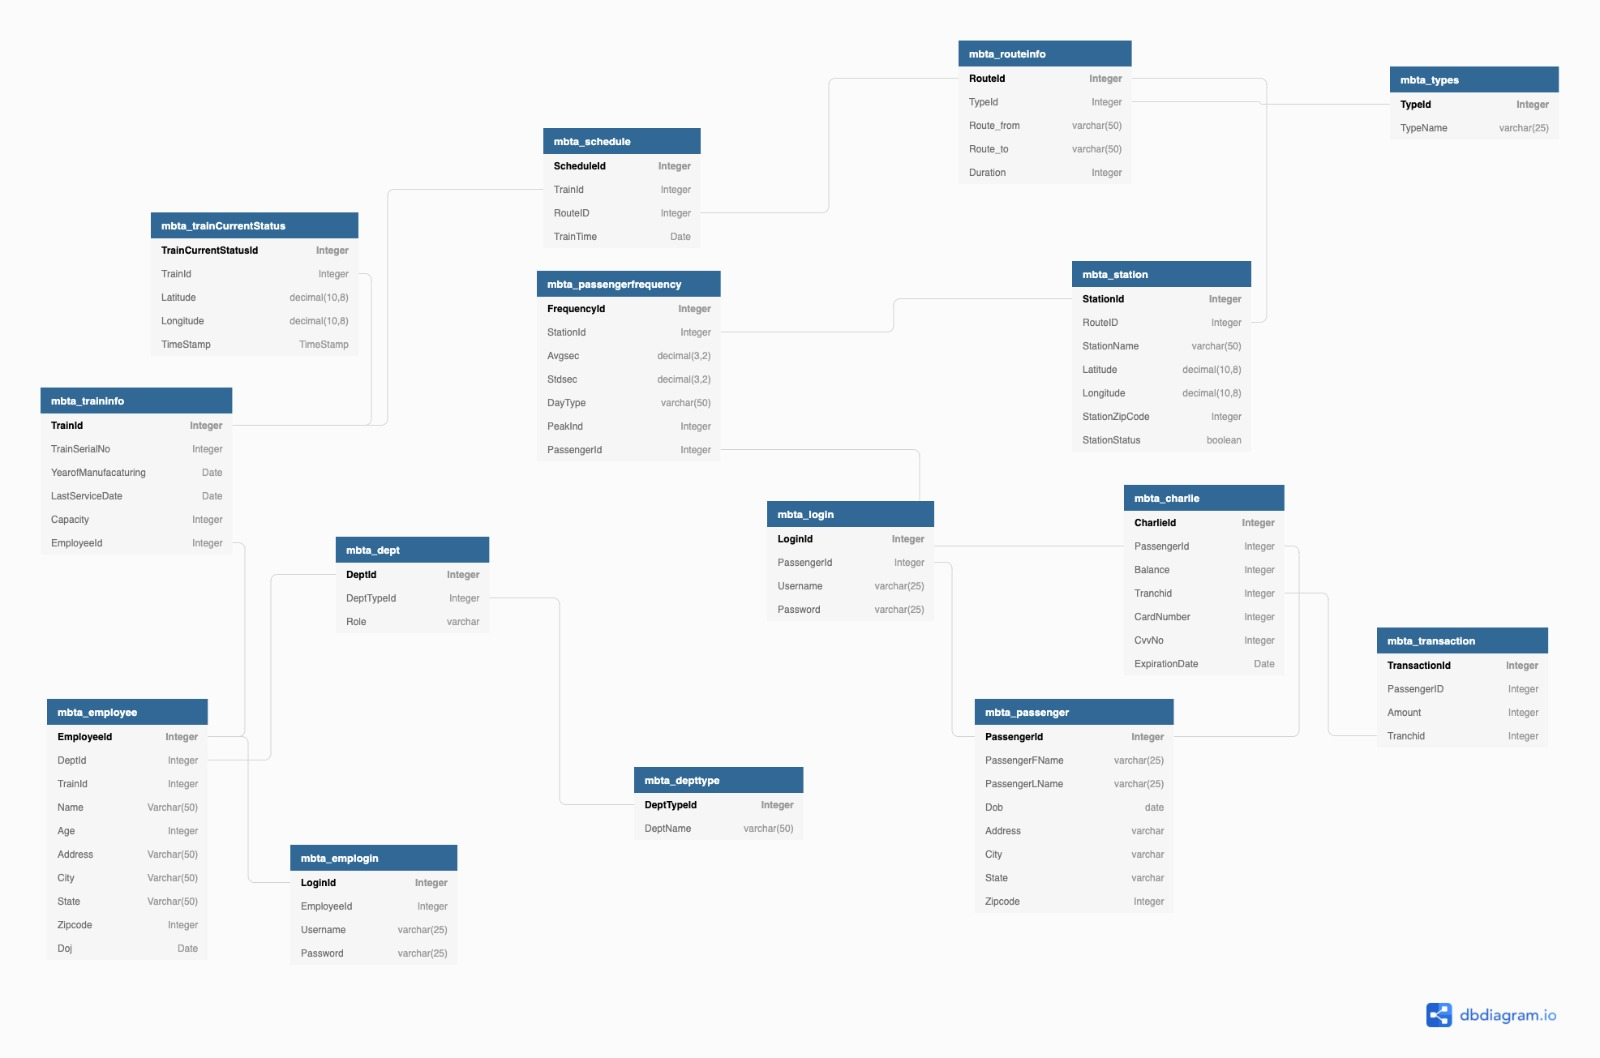 mbta_routeinfo
RouteId Integer
TypeId Integer
Route_from varchar(50)
Route_to varchar(50)
Duration Integer
mbta_types
TypeId Integer
TypeName varchar(25)
mbta_schedule
ScheduleId Integer
TrainId Integer
RouteID Integer
TrainTime Date
mbta_trainCurrentStatus
TrainCurrentStatusId Integer
TrainId Integer
Latitude decimal(10,8)
Longitude decimal(10,8)
TimeStamp TimeStamp
mbta_passengerfrequency
FrequencyId Integer
StationId Integer
Avgsec decimal(3,2)
Stdsec decimal(3,2)
DayType varchar(50)
PeakInd Integer
PassengerId Integer
mbta_station
StationId Integer
RouteID Integer
StationName varchar(50)
Latitude decimal(10,8)
Longitude decimal(10,8)
StationZipCode Integer
StationStatus boolean
mbta_traininfo
TrainId Integer
TrainSerialNo Integer
YearofManufacaturing Date
LastServiceDate Date
Capacity Integer
EmployeeId Integer
mbta_dept
DeptId Integer
DeptTypeId Integer
Role varchar
mbta_login
LoginId Integer
PassengerId Integer
Username varchar(25)
Password varchar(25)
mbta_charlie
CharlieId Integer
PassengerId Integer
Balance Integer
Tranchid Integer
CardNumber Integer
CvvNo Integer
ExpirationDate Date
mbta_transaction
TransactionId Integer
PassengerID Integer
Amount Integer
Tranchid Integer
mbta_employee
EmployeeId Integer
DeptId Integer
TrainId Integer
Name Varchar(50)
Age Integer
Address Varchar(50)
City Varchar(50)
State Varchar(50)
Zipcode Integer
Doj Date
mbta_emplogin
LoginId Integer
EmployeeId Integer
Username varchar(25)
Password varchar(25)
mbta_depttype
DeptTypeId Integer
DeptName varchar(50)
mbta_passenger
PassengerId Integer
PassengerFName varchar(25)
PassengerLName varchar(25)
Dob date
Address varchar
City varchar
State varchar
Zipcode Integer
dbdiagram.io